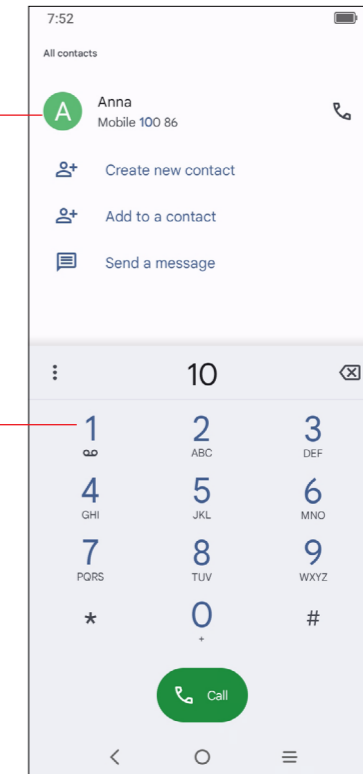 7:52
All contacts
A
Anna
Mobile 100 86
Create new contact
Add to a contact
Send a message
10
1 2 3
ABC DEF
4 5 6
GHI JKL MNO
7 8 9
PQRS TUV WXYZ
* 0 #
+
Call